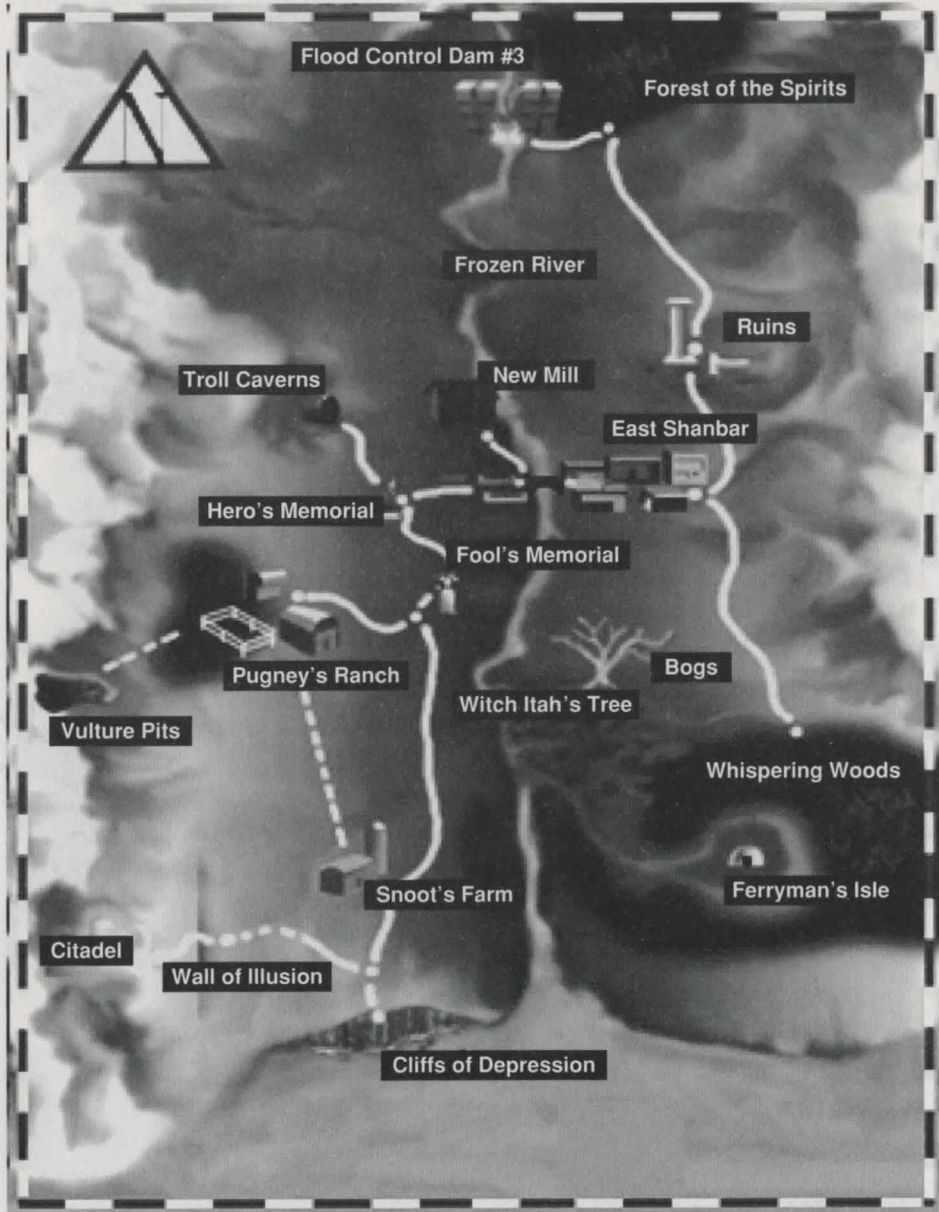 Flood Control Dam #3
Forest of the Spirits
Frozen River
Ruins
Troll Caverns
New Mill
East Shanbar
Hero's Memorial
Fool's Memorial
Pugney's Ranch
Bogs
Witch Itah's Tree
Vulture Pits
Whispering Woods
Snoot's Farm
Ferryman's Isle
Citadel
Wall of Illusion
Cliffs of Depression